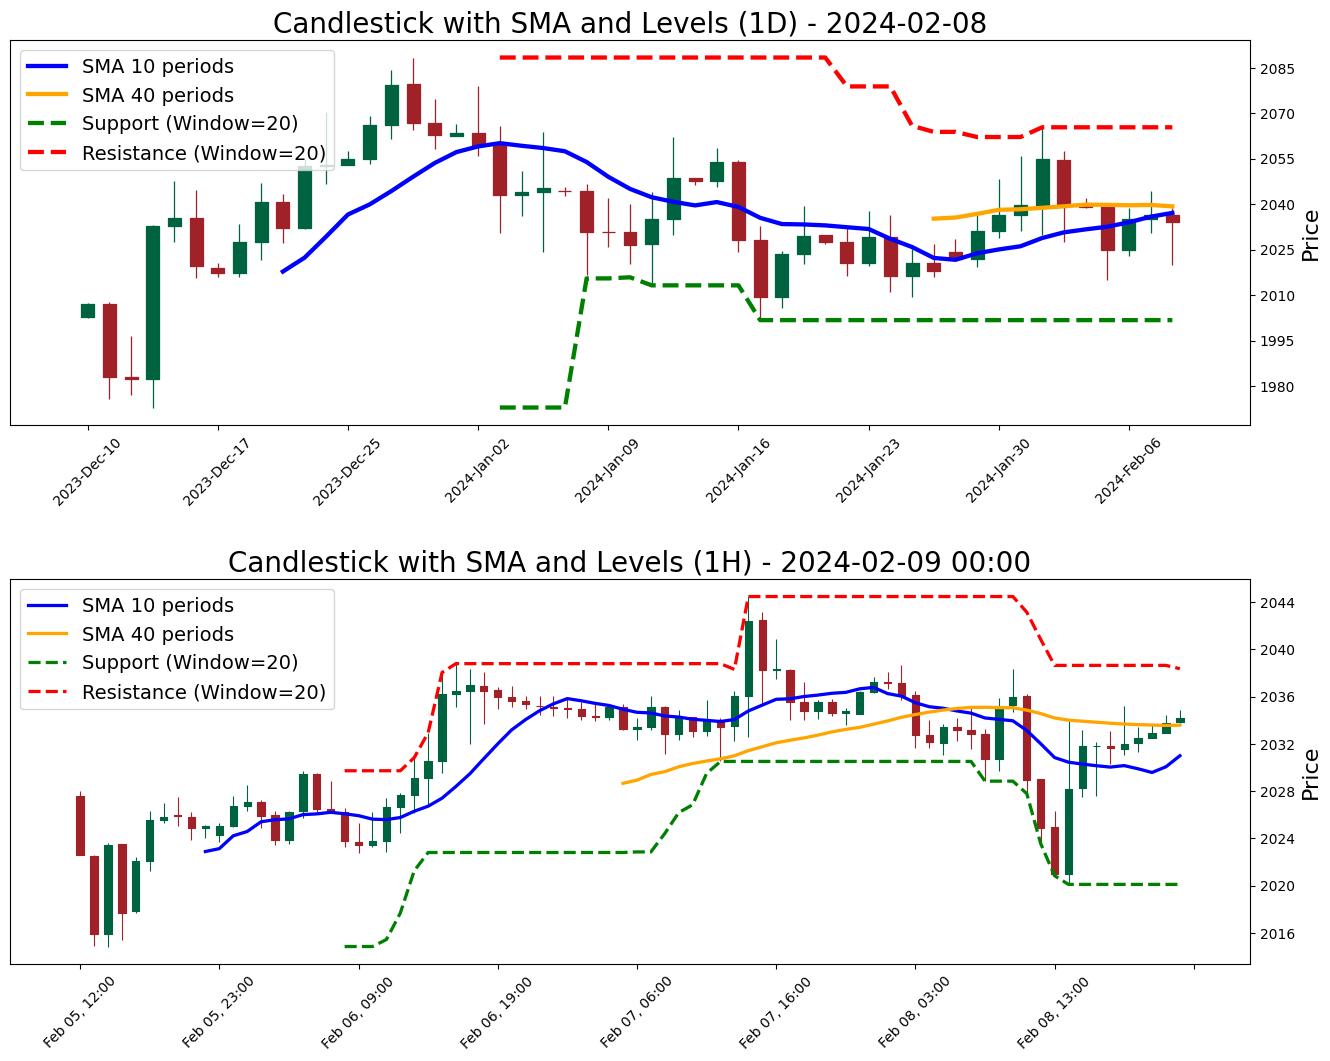 Candlestick with SMA and Levels (1D) - 2024-02-08
SMA 10 periods
SMA 40 periods
Support (Window=20)
Resistance (Window=20)
2085
2070
2055
2040
2025
2010
1995
1980
Price
2023-Dec-10
2023-Dec-17
2023-Dec-25
2024-Jan-02
2024-Jan-09
2024-Jan-16
2024-Jan-23
2024-Jan-30
2024-Feb-06
Candlestick with SMA and Levels (1H) - 2024-02-09 00:00
SMA 10 periods
SMA 40 periods
Support (Window=20)
Resistance (Window=20)
2044
2040
2036
2032
2028
2024
2020
2016
Price
Feb 05, 12:00
Feb 05, 23:00
Feb 06, 09:00
Feb 06, 19:00
Feb 07, 06:00
Feb 07, 16:00
Feb 08, 03:00
Feb 08, 13:00